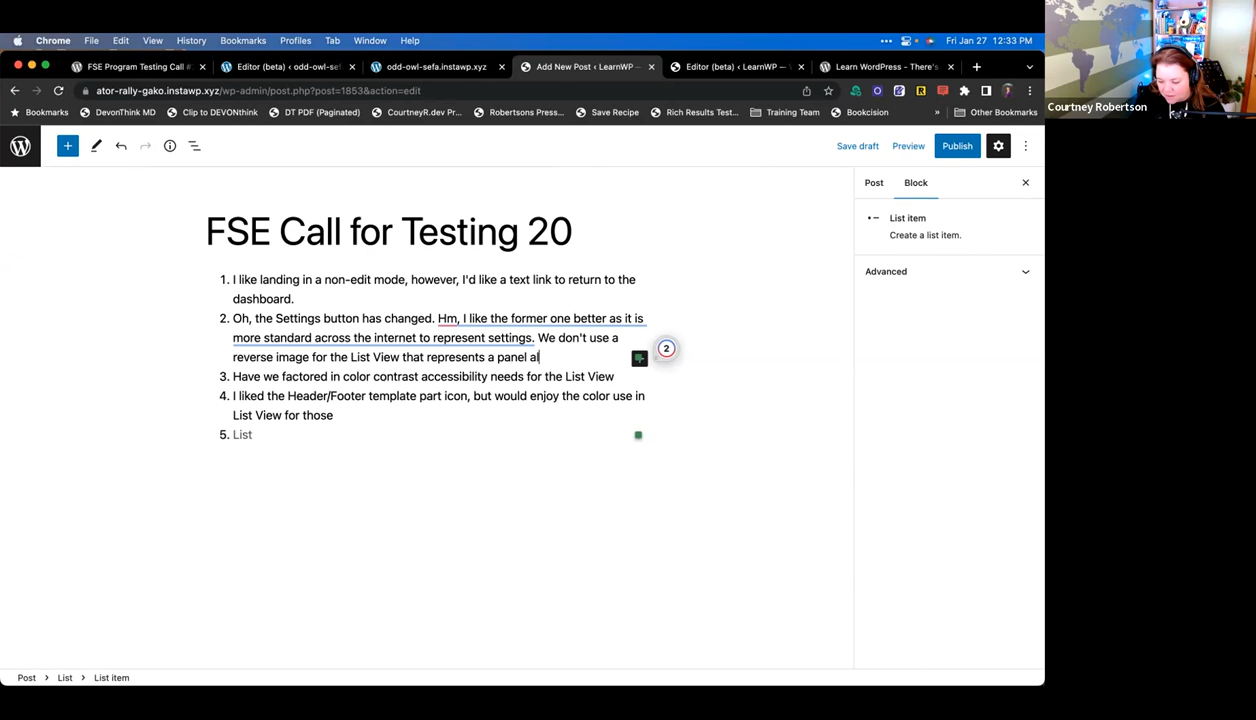 Chrome File Edit View History Bookmarks Profiles Tab Window Help Fri Jan 27 12:33 PM
FSE Program Testing Call # Editor (beta) ‹ odd-owl-se odd-owl-sefa.instawp.xyz Add New Post ‹ LearnWP — Editor (beta) ‹ LearnWP — Learn WordPress - There's
ator-rally-gako.instawp.xyz/wp-admin/post.php?post=1853&action=edit
Bookmarks DevonThink MD Clip to DEVONthink DT PDF (Paginated) CourtneyR.dev Pr... Robertsons Press... Save Recipe Rich Results Test... Training Team Bookcision » Other Bookmarks
Courtney Robertson
Save draft Preview Publish
Post Block
List item
Create a list item.
Advanced
FSE Call for Testing 20
1. I like landing in a non-edit mode, however, I'd like a text link to return to the
dashboard.
2. Oh, the Settings button has changed. Hm, I like the former one better as it is
more standard across the internet to represent settings. We don't use a
reverse image for the List View that represents a panel al
2
3. Have we factored in color contrast accessibility needs for the List View
4. I liked the Header/Footer template part icon, but would enjoy the color use in
List View for those
5. List
Post > List > List item